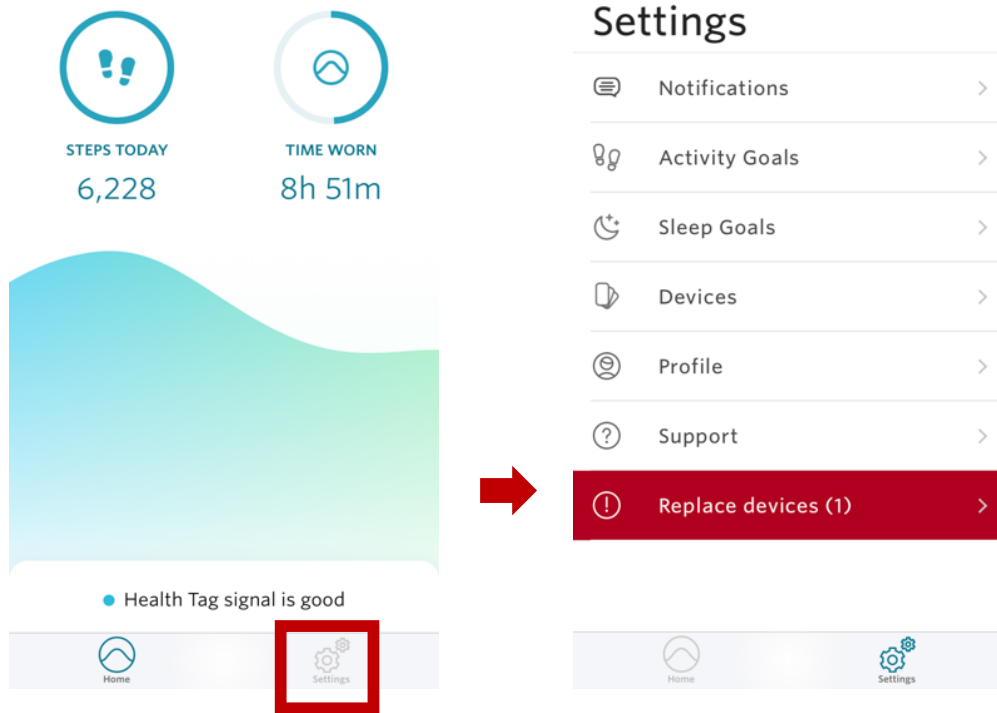 STEPS TODAY
6,228
TIME WORN
8h 51m
Health Tag signal is good
Home
Settings
Settings
Notifications
Activity Goals
Sleep Goals
Devices
Profile
Support
Replace devices (1)
Home
Settings